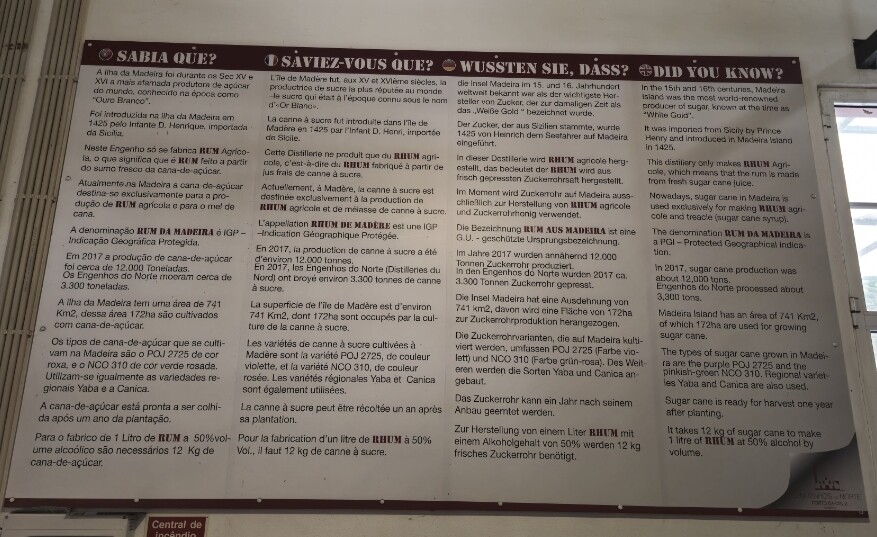 SABIA QUE?
A ilha da Madeira foi durante os Sec XV e
XVI a mais afamada produtora de açúcar
do mundo, conhecido na época como
"Ouro Branco".
Foi introduzida na Ilha da Madeira em
1425 pelo Infante D. Henrique, importada
da Sicília.
Neste Engenho só se fabrica RUM Agríco-
la, o que significa que é RUM feito a partir
do sumo fresco da cana-de-açúcar.
Atualmente na Madeira a cana-de-açúcar
destina-se exclusivamente para a pro-
dução de RUM agrícola e para o mel de
cana.
A denominação RUM DA MADEIRA é IGP –
Indicação Geográfica Protegida.
Em 2017 a produção de cana-de-açúcar
foi cerca de 12.000 Toneladas.
Os Engenhos do Norte moeram cerca de
3.300 toneladas.
A ilha da Madeira tem uma área de 741
Km2, dessa área 172ha são cultivados
com cana-de-açúcar.
Os tipos de cana-de-açúcar que se culti-
vam na Madeira são o POJ 2725 de cor
roxa, e o NCO 310 de cor verde rosada.
Utilizam-se igualmente as variedades re-
gionais Yaba e a Canica.
A cana-de-açúcar está pronta a ser colhi-
da após um ano da plantação.
Para o fabrico de 1 Litro de RUM a 50%vol-
ume alcoólico são necessários 12 Kg de
cana-de-açúcar.
SAVIEZ-VOUS QUE?
L'île de Madère fut, aux XV et XVIème siècles, la
productrice de sucre la plus réputée au monde
–le sucre qui était à l'époque connu sous le nom
d'«Or Blanc».
La canne à sucre fut introduite dans l'île de
Madère en 1425 par l'Infant D. Henri, importée
de Sicile.
Cette Distillerie ne produit que du RHUM agri-
cole, c'est-à-dire du RHUM fabriqué à partir de
jus frais de canne à sucre.
Actuellement, à Madère, la canne à sucre est
destinée exclusivement à la production de
RHUM agricole et de mélasse de canne à sucre.
L'appellation RHUM DE MADÈRE est une IGP
–Indication Géographique Protégée.
En 2017, la production de canne à sucre a été
d'environ 12.000 tonnes.
En 2017, les Engenhos do Norte (Distilleries du
Nord) ont broyé environ 3.300 tonnes de canne
à sucre.
La superficie de l'île de Madère est d'environ
741 Km2, dont 172ha sont occupés par la cul-
ture de la canne à sucre.
Les variétés de canne à sucre cultivées à
Madère sont la variété POJ 2725, de couleur
violette, et la variété NCO 310, de couleur
rosée. Les variétés régionales Yaba et Canica
sont également utilisées.
La canne à sucre peut être récoltée un an après
sa plantation.
Pour la fabrication d'un litre de RHUM à 50%
Vol., il faut 12 kg de canne à sucre.
WUSSTEN SIE, DASS?
die Insel Madeira im 15. und 16. Jahrhundert
weltweit bekannt war als der wichtigste Her-
steller von Zucker, der zur damaligen Zeit als
das „Weiße Gold " bezeichnet wurde.
Der Zucker, der aus Sizilien stammte, wurde
1425 von Heinrich dem Seefahrer auf Madeira
eingeführt.
In dieser Destillerie wird RHUM agricole herg-
estellt, das bedeutet der RHUM wird aus
frisch gepressten Zuckerrohrsaft hergestellt.
Im Moment wird Zuckerrohr auf Madeira auss-
chließlich zur Herstellung von RHUM agricole
und Zuckerrohrhonig verwendet.
Die Bezeichnung RUM AUS MADEIRA ist eine
G.U. - geschütze Ursprungsbezeichnung.
Im Jahre 2017 wurden annähernd 12.000
Tonnen Zuckerrohr produziert.
In den Engenhos do Norte wurden 2017 ca.
3.300 Tonnen Zuckerrohr gepresst.
Die Insel Madeira hat eine Ausdehnung von
741 km2, davon wird eine Fläche von 172ha
zur Zuckerrohrproduktion herangezogen.
Die Zuckerrohrvarianten, die auf Madeira kulti-
viert werden, umfassen POJ 2725 (Farbe vio-
lett) und NCO 310 (Farbe grün-rosa). Des Weit-
eren werden die Sorten Yaba und Canica an-
gebaut.
Das Zuckerrohr kann ein Jahr nach seinem
Anbau geerntet werden.
Zur Herstellung von einem Liter RHUM mit
einem Alkoholgehalt von 50% werden 12 kg
frisches Zuckerrohr benötigt.
DID YOU KNOW?
In the 15th and 16th centuries, Madeira
Island was the most world-renowned
producer of sugar, known at the time as
"White Gold".
It was imported from Sicily by Prince
Henry and introduced in Madeira Island
in 1425.
This distillery only makes RHUM Agri-
cole, which means that the rum is made
from fresh sugar cane juice.
Nowadays, sugar cane in Madeira is
used exclusively for making RHUM agri-
cole and treacle (sugar cane syrup).
The denomination RUM DA MADEIRA is
a PGI – Protected Geographical Indica-
tion.
In 2017, sugar cane production was
about 12,000 tons.
Engenhos do Norte processed about
3,300 tons.
Madeira Island has an area of 741 Km2,
of which 172ha are used for growing
sugar cane.
The types of sugar cane grown in Madei-
ra are the purple POJ 2725 and the
pinkish-green NCO 310. Regional variet-
ies Yaba and Canica are also used.
Sugar cane is ready for harvest one year
after planting.
It takes 12 kg of sugar cane to make
1 litre of RHUM at 50% alcohol by
volume.
Central de
incêndio